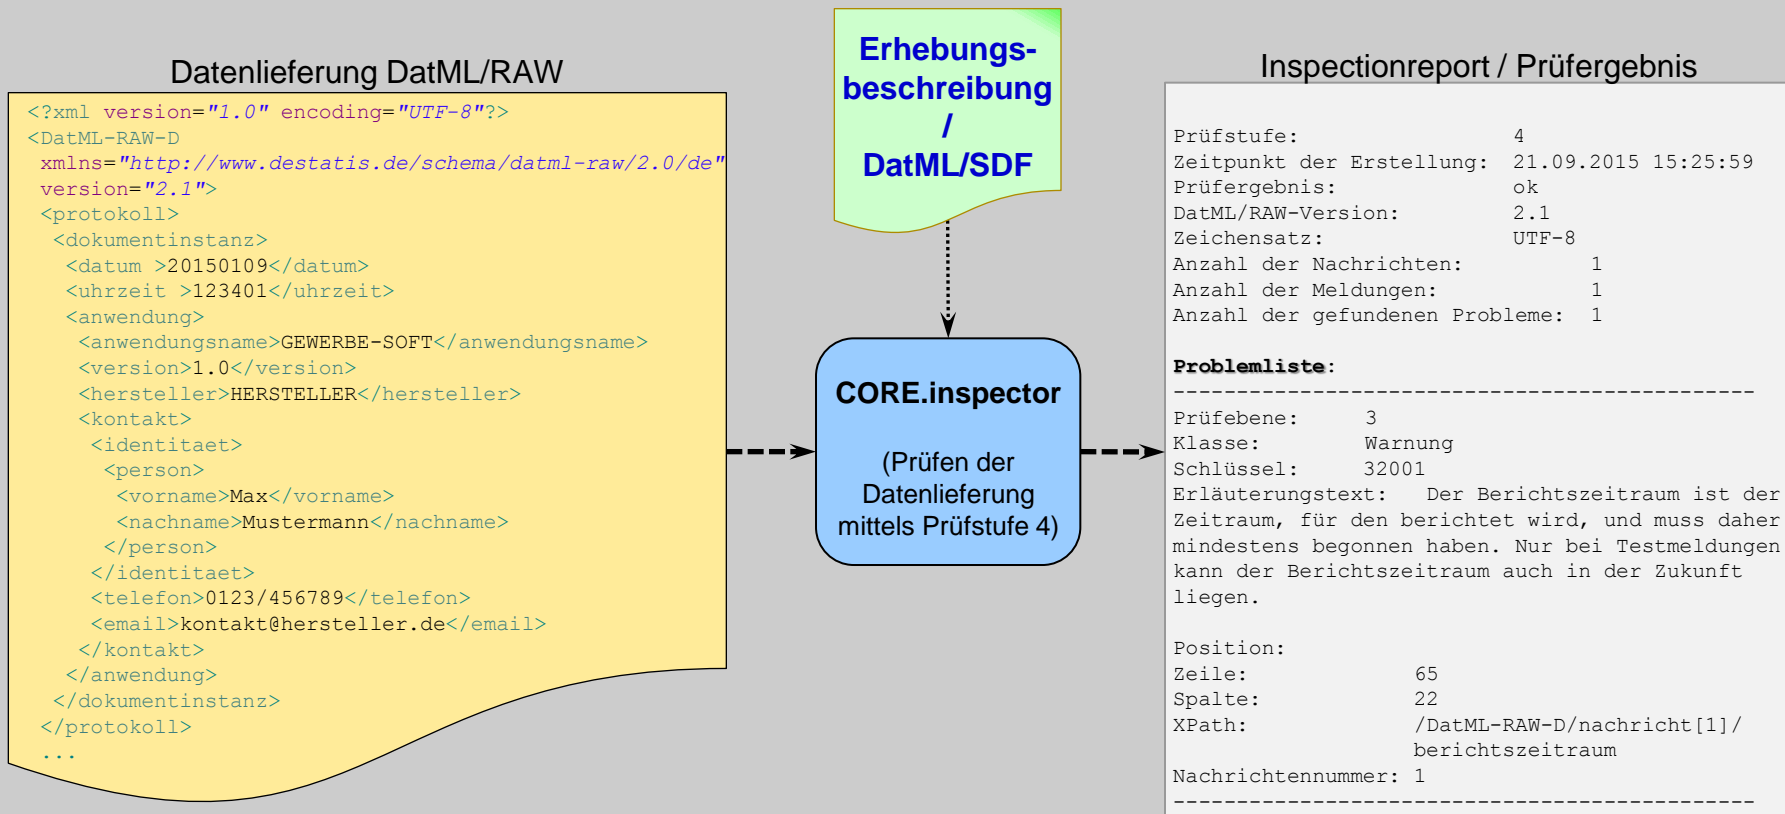 Datenlieferung DatML/RAW
<?xml version="1.0" encoding="UTF-8"?>
<DatML-RAW-D
xmlns="http://www.destatis.de/schema/datml-raw/2.0/de"
version="2.1">
<protokoll>
<dokumentinstanz>
<datum >20150109</datum>
<uhrzeit >123401</uhrzeit>
<anwendung>
<anwendungsname>GEWERBE-SOFT</anwendungsname>
<version>1.0</version>
<hersteller>HERSTELLER</hersteller>
<kontakt>
<identitaet>
<person>
<vorname>Max</vorname>
<nachname>Mustermann</nachname>
</person>
</identitaet>
<telefon>0123/456789</telefon>
<email>kontakt@hersteller.de</email>
</kontakt>
</anwendung>
</dokumentinstanz>
</protokoll>
...
Erhebungs-
beschreibung
/
DatML/SDF
CORE.inspector
(Prüfen der
Datenlieferung
mittels Prüfstufe 4)
Inspectionreport / Prüfergebnis
Prüfstufe: 4
Zeitpunkt der Erstellung: 21.09.2015 15:25:59
Prüfergebnis: ok
DatML/RAW-Version: 2.1
Zeichensatz: UTF-8
Anzahl der Nachrichten: 1
Anzahl der Meldungen: 1
Anzahl der gefundenen Probleme: 1
Problemliste:
----------------------------------------------
Prüfebene: 3
Klasse: Warnung
Schlüssel: 32001
Erläuterungstext: Der Berichtszeitraum ist der
Zeitraum, für den berichtet wird, und muss daher
mindestens begonnen haben. Nur bei Testmeldungen
kann der Berichtszeitraum auch in der Zukunft
liegen.
Position:
Zeile: 65
Spalte: 22
XPath: /DatML-RAW-D/nachricht[1]/
berichtszeitraum
Nachrichtennummer: 1
----------------------------------------------